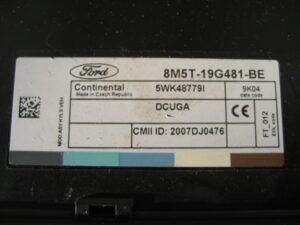 Ford
8M5T-19G481-BE
Continental
Made in Czech Republic
5WK48779I
9K04
date code
DCUGA
CE
CMII ID: 2007DJ0476
FT_012